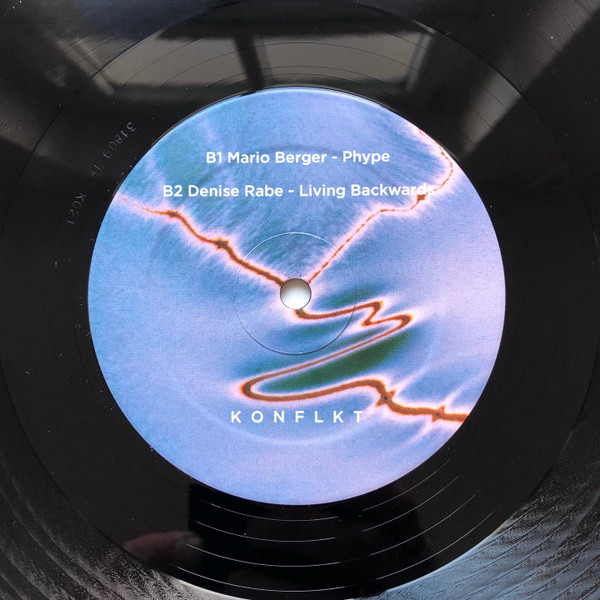 B1 Mario Berger - Phype
B2 Denise Rabe - Living Backwards
KONFLKT